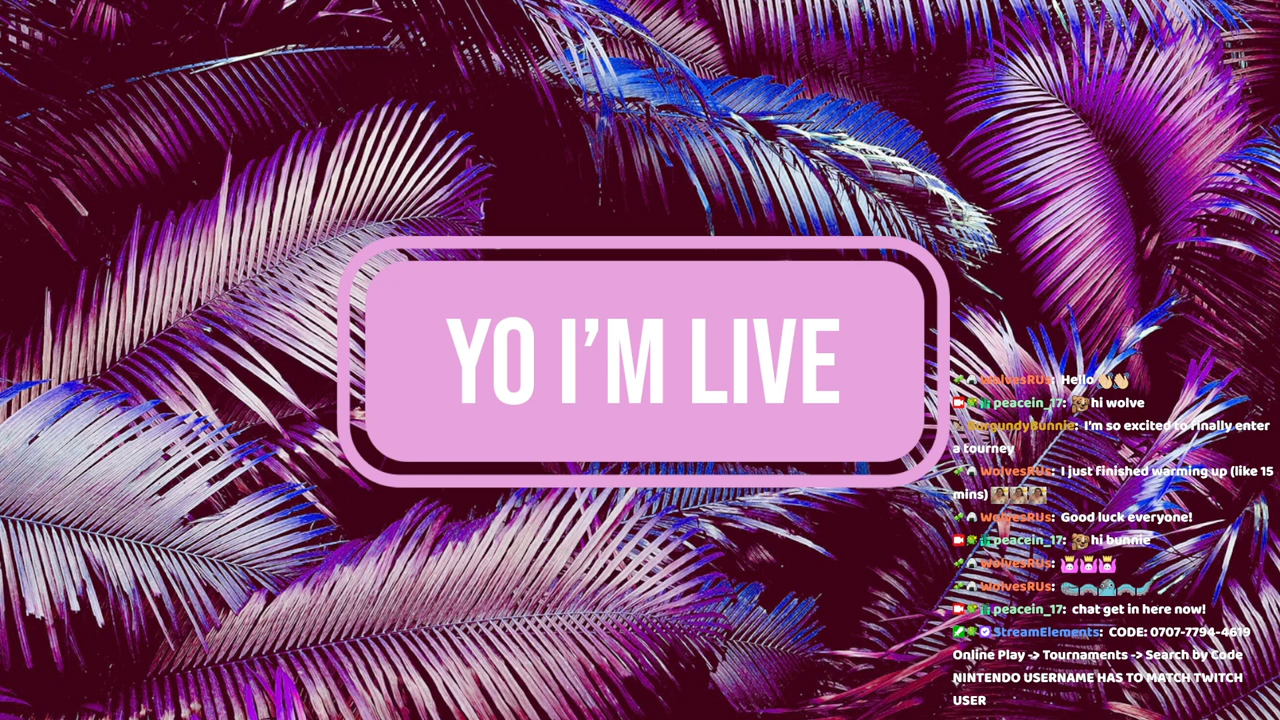 YO I'M LIVE
WolvesRUs: Hello
peacein_17: hi wolve
BurgundyBunnie: I'm so excited to finally enter
a tourney
WolvesRUs: I just finished warming up (like 15
mins)
WolvesRUs: Good luck everyone!
peacein_17: hi bunnie
WolvesRUs:
WolvesRUs:
peacein_17: chat get in here now!
StreamElements: CODE: 0707-7794-4619
Online Play -> Tournaments -> Search by Code
NINTENDO USERNAME HAS TO MATCH TWITCH
USER